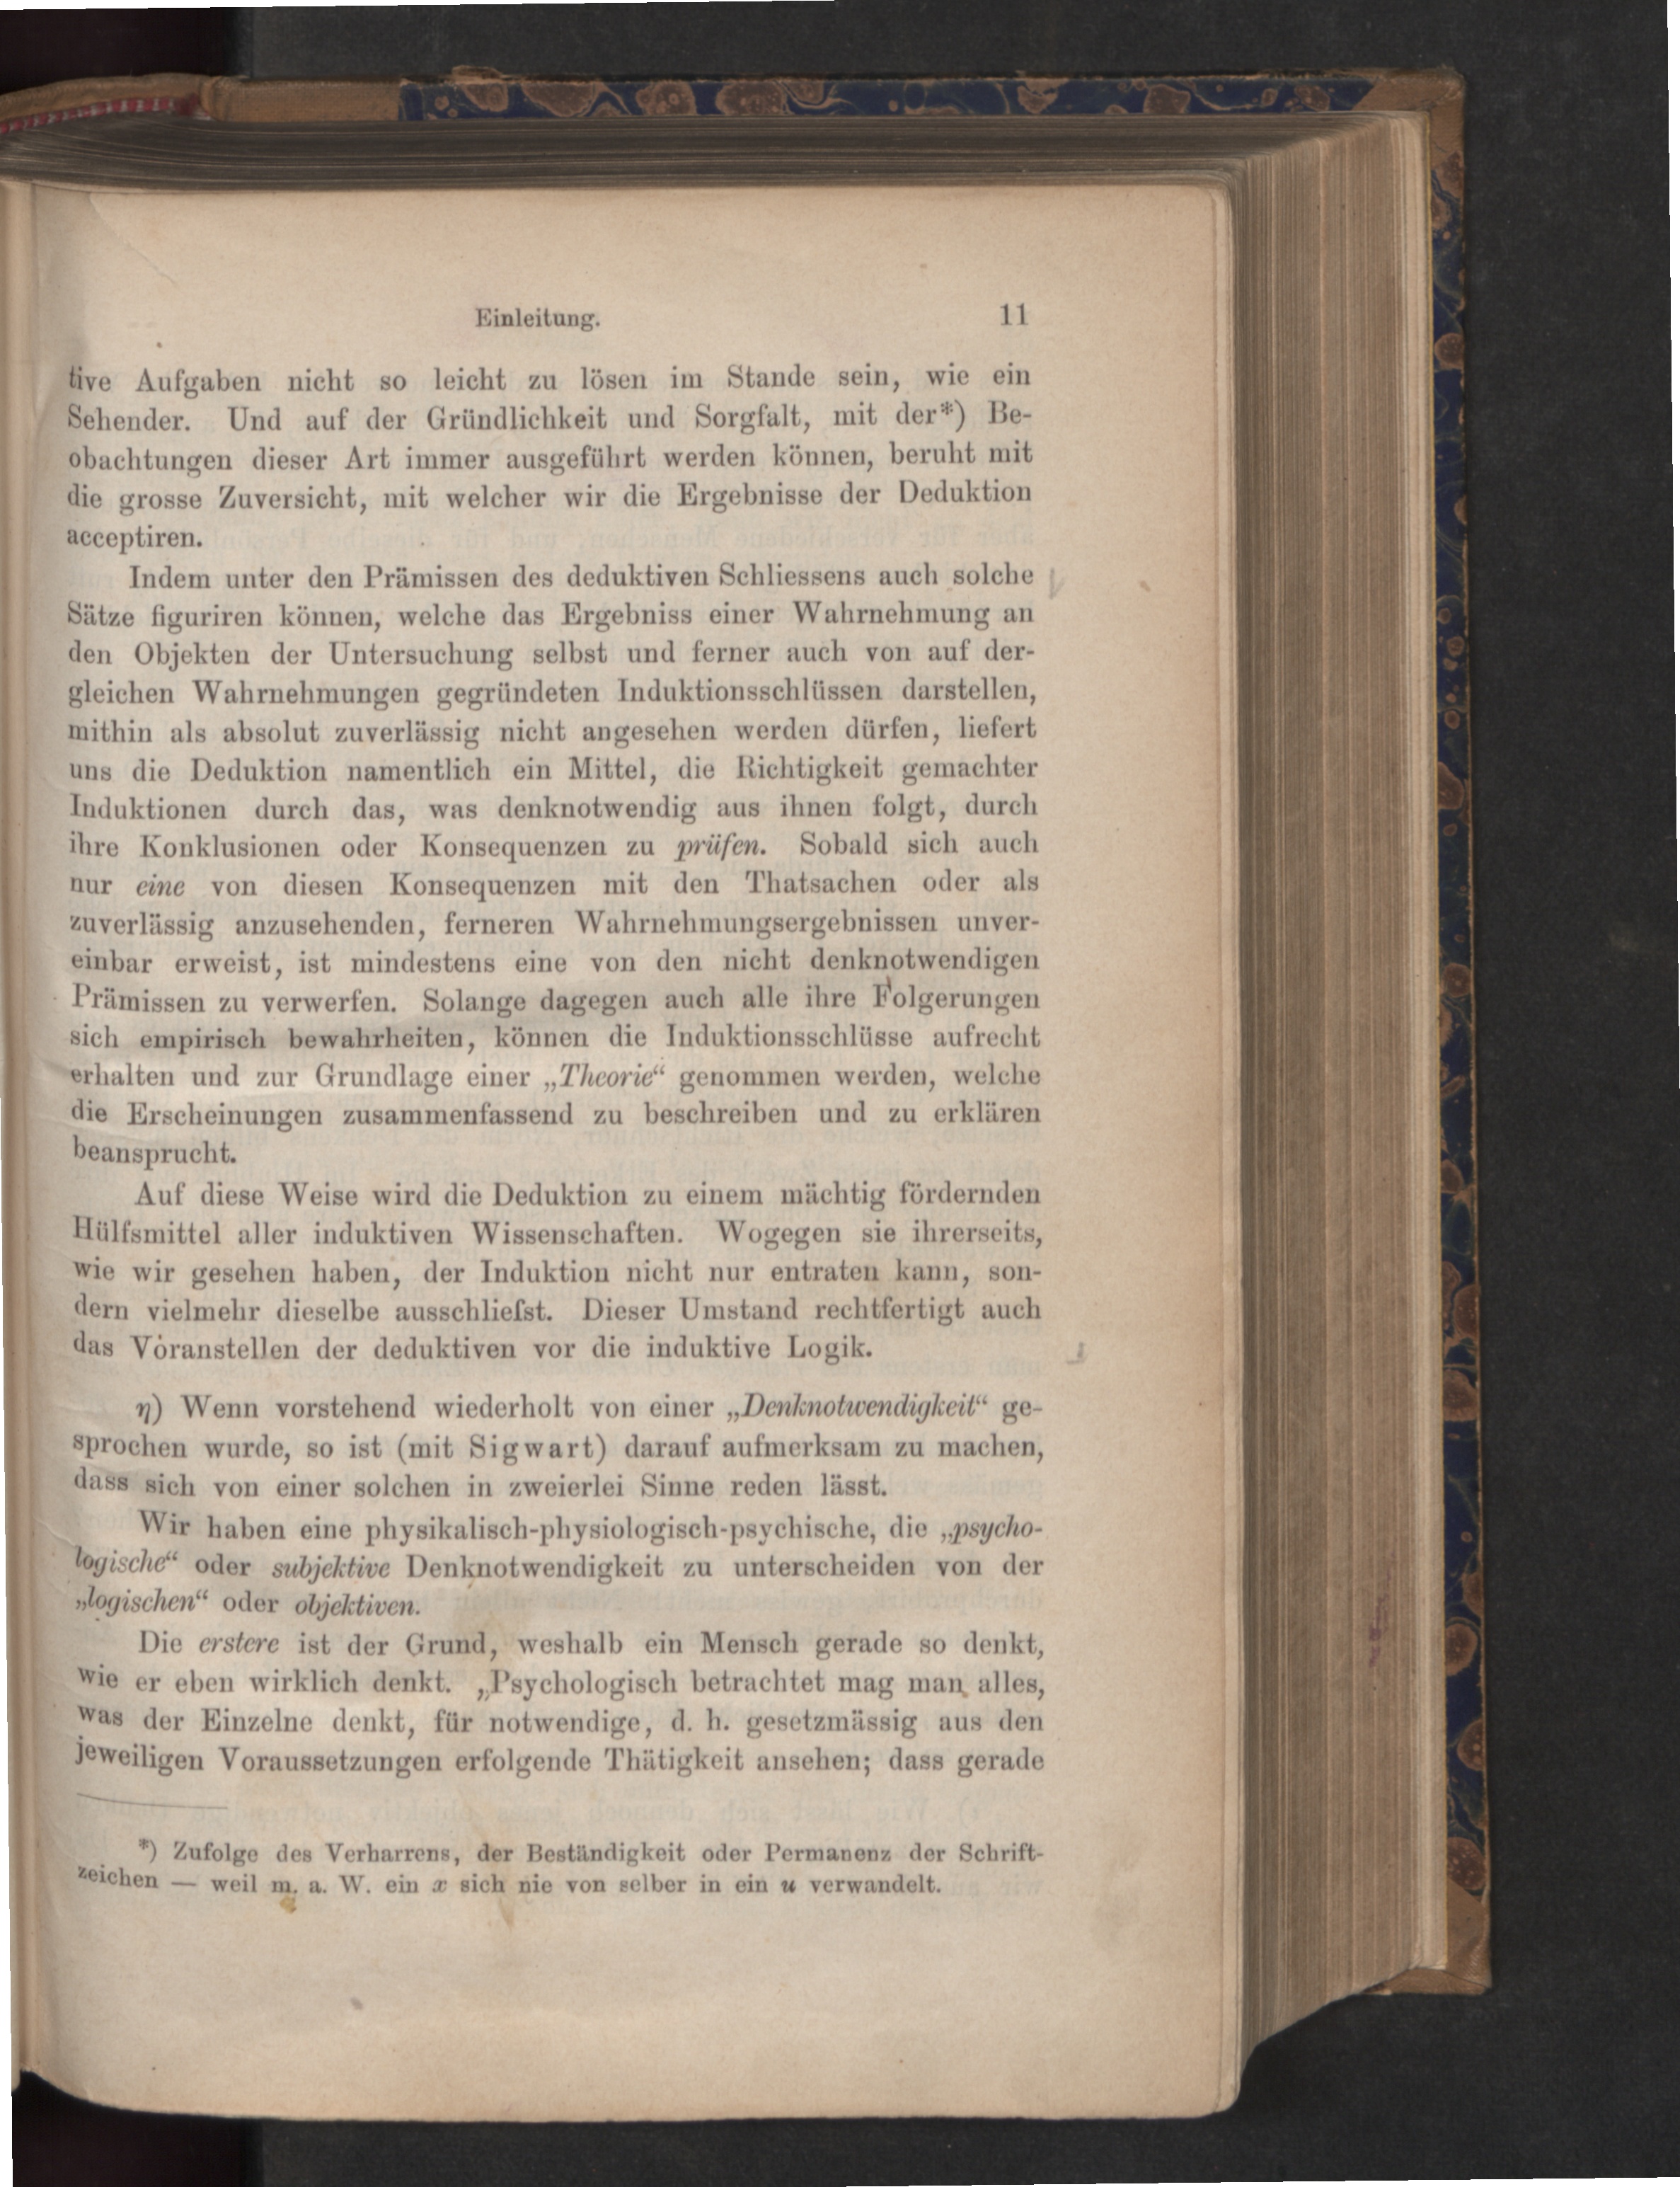 Einleitung. 11
tive Aufgaben nicht so leicht zu lösen im Stande sein, wie ein
Sehender. Und auf der Gründlichkeit und Sorgfalt, mit der*) Be-
obachtungen dieser Art immer ausgeführt werden können, beruht mit
die grosse Zuversicht, mit welcher wir die Ergebnisse der Deduktion
acceptiren.
Indem unter den Prämissen des deduktiven Schliessens auch solche
Sätze figuriren können, welche das Ergebniss einer Wahrnehmung an
den Objekten der Untersuchung selbst und ferner auch von auf der-
gleichen Wahrnehmungen gegründeten Induktionsschlüssen darstellen,
mithin als absolut zuverlässig nicht angesehen werden dürfen, liefert
uns die Deduktion namentlich ein Mittel, die Richtigkeit gemachter
Induktionen durch das, was denknotwendig aus ihnen folgt, durch
ihre Konklusionen oder Konsequenzen zu prüfen. Sobald sich auch
nur eine von diesen Konsequenzen mit den Thatsachen oder als
zuverlässig anzusehenden, ferneren Wahrnehmungsergebnissen unver-
einbar erweist, ist mindestens eine von den nicht denknotwendigen
Prämissen zu verwerfen. Solange dagegen auch alle ihre Folgerungen
sich empirisch bewahrheiten, können die Induktionsschlüsse aufrecht
erhalten und zur Grundlage einer „Theorie“ genommen werden, welche
die Erscheinungen zusammenfassend zu beschreiben und zu erklären
beansprucht.
Auf diese Weise wird die Deduktion zu einem mächtig fördernden
Hülfsmittel aller induktiven Wissenschaften. Wogegen sie ihrerseits,
wie wir gesehen haben, der Induktion nicht nur entraten kann, son-
dern vielmehr dieselbe ausschliefst. Dieser Umstand rechtfertigt auch
das Voranstellen der deduktiven vor die induktive Logik.
η) Wenn vorstehend wiederholt von einer „Denknotwendigkeit“ ge-
sprochen wurde, so ist (mit Sigwart) darauf aufmerksam zu machen,
dass sich von einer solchen in zweierlei Sinne reden lässt.
Wir haben eine physikalisch-physiologisch-psychische, die „psycho-
logische“ oder subjektive Denknotwendigkeit zu unterscheiden von der
„logischen“ oder objektiven.
Die erstere ist der Grund, weshalb ein Mensch gerade so denkt,
wie er eben wirklich denkt. „Psychologisch betrachtet mag man alles,
was der Einzelne denkt, für notwendige, d. h. gesetzmässig aus den
jeweiligen Voraussetzungen erfolgende Thätigkeit ansehen; dass gerade
*) Zufolge des Verharrens, der Beständigkeit oder Permanenz der Schrift-
zeichen — weil m. a. W. ein x sich nie von selber in ein u verwandelt.